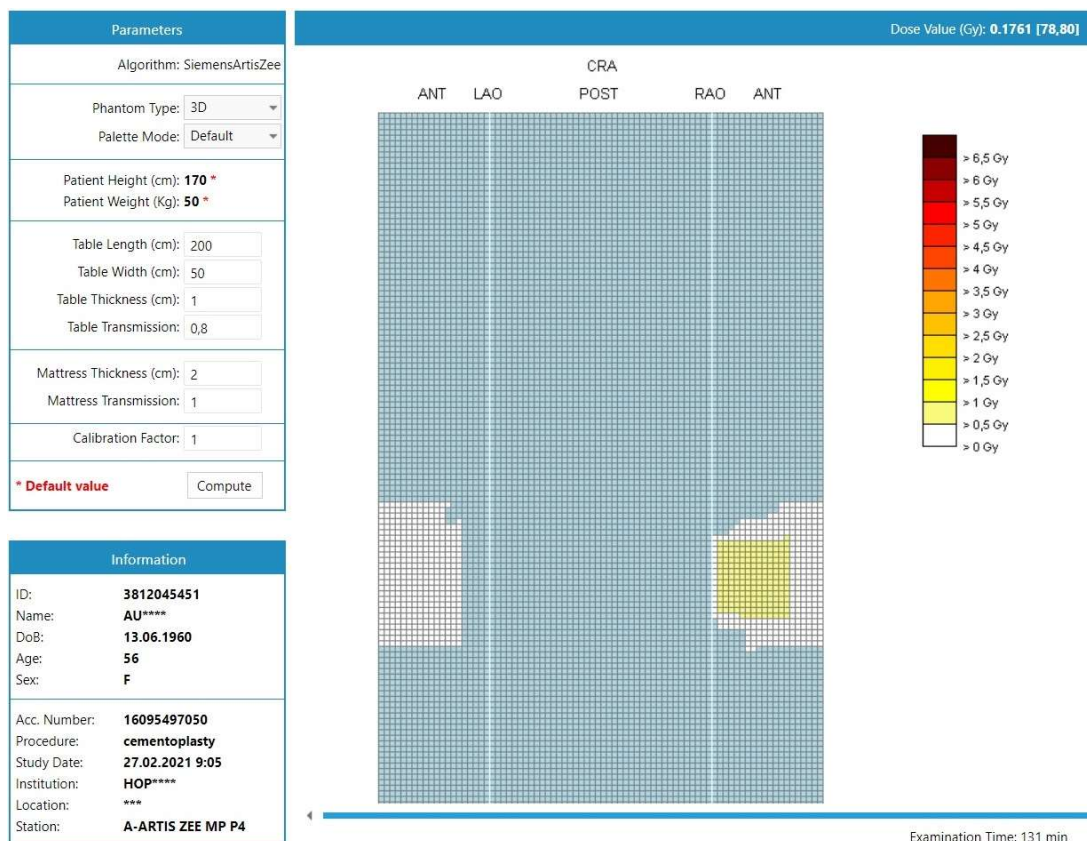 Parameters
Algorithm: SiemensArtisZee
Phantom Type: 3D
Palette Mode: Default
Patient Height (cm): 170 *
Patient Weight (Kg): 50 *
Table Length (cm): 200
Table Width (cm): 50
Table Thickness (cm): 1
Table Transmission: 0,8
Mattress Thickness (cm): 2
Mattress Transmission: 1
Calibration Factor: 1
* Default value Compute
Information
ID: 3812045451
Name: AU****
DoB: 13.06.1960
Age: 56
Sex: F
Acc. Number: 16095497050
Procedure: cementoplasty
Study Date: 27.02.2021 9:05
Institution: HOP****
Location: ***
Station: A-ARTIS ZEE MP P4
Dose Value (Gy): 0.1761 [78,80]
CRA
ANT LAO POST RAO ANT
> 6,5 Gy
> 6 Gy
> 5,5 Gy
> 5 Gy
> 4,5 Gy
> 4 Gy
> 3,5 Gy
> 3 Gy
> 2,5 Gy
> 2 Gy
> 1,5 Gy
> 1 Gy
> 0,5 Gy
> 0 Gy
Examination Time: 131 min